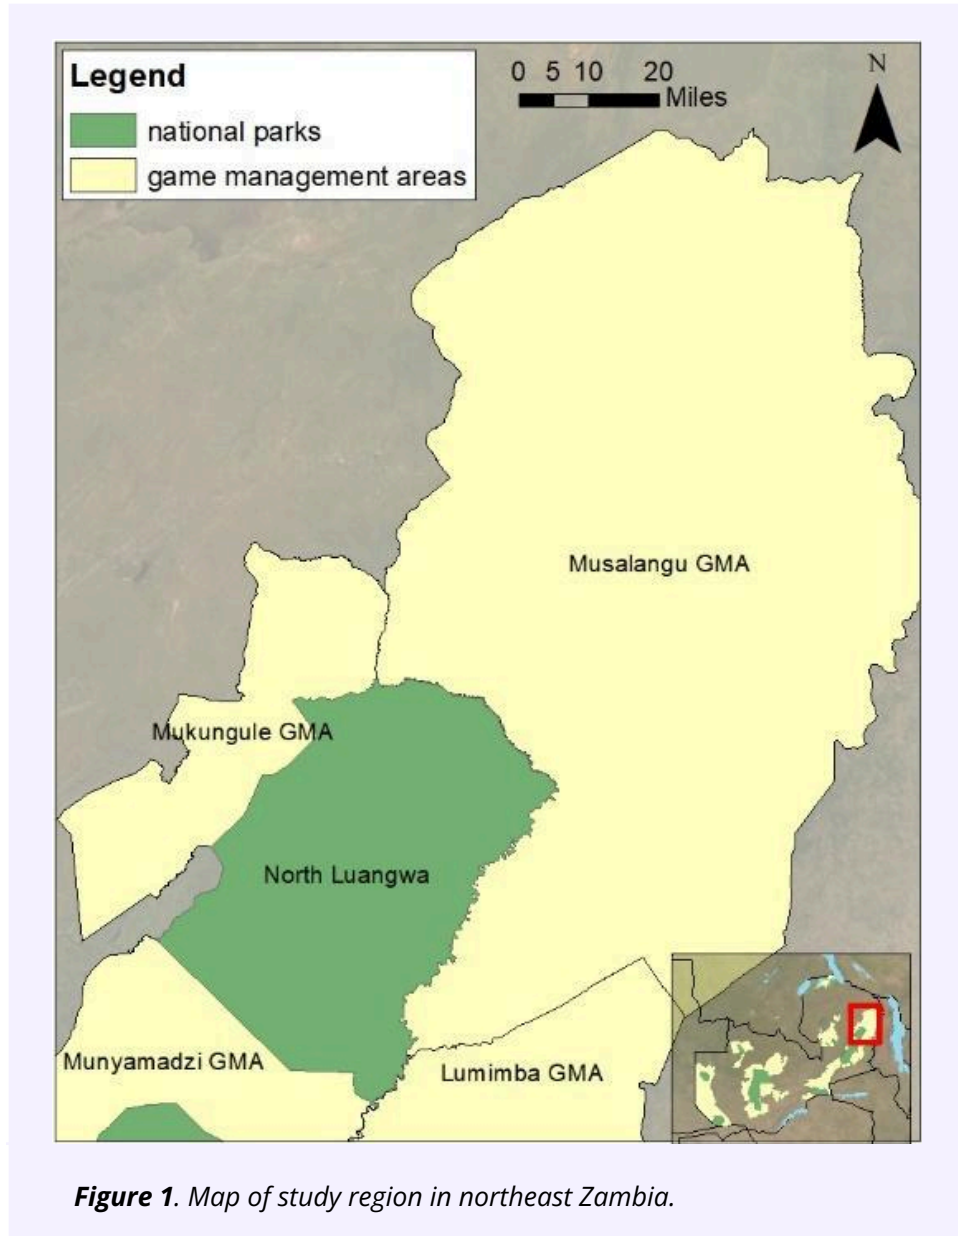 Legend
national parks
game management areas
0 5 10 20
Miles
N
Musalangu GMA
Mukungule GMA
North Luangwa
Munyamadzi GMA
Lumimba GMA
Figure 1. Map of study region in northeast Zambia.